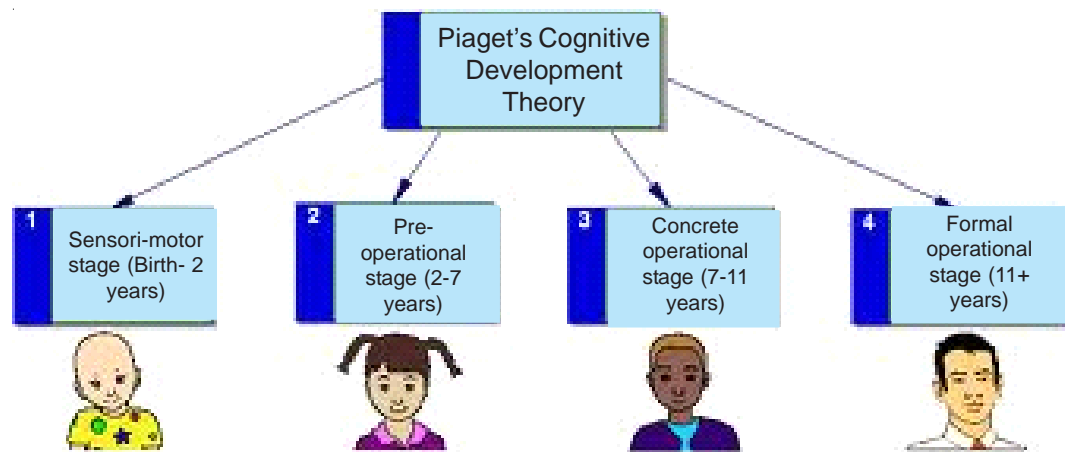 Piaget's Cognitive
Development
Theory
1
Sensori-motor
stage (Birth- 2
years)
2
Pre-
operational
stage (2-7
years)
3
Concrete
operational
stage (7-11
years)
4
Formal
operational
stage (11+
years)